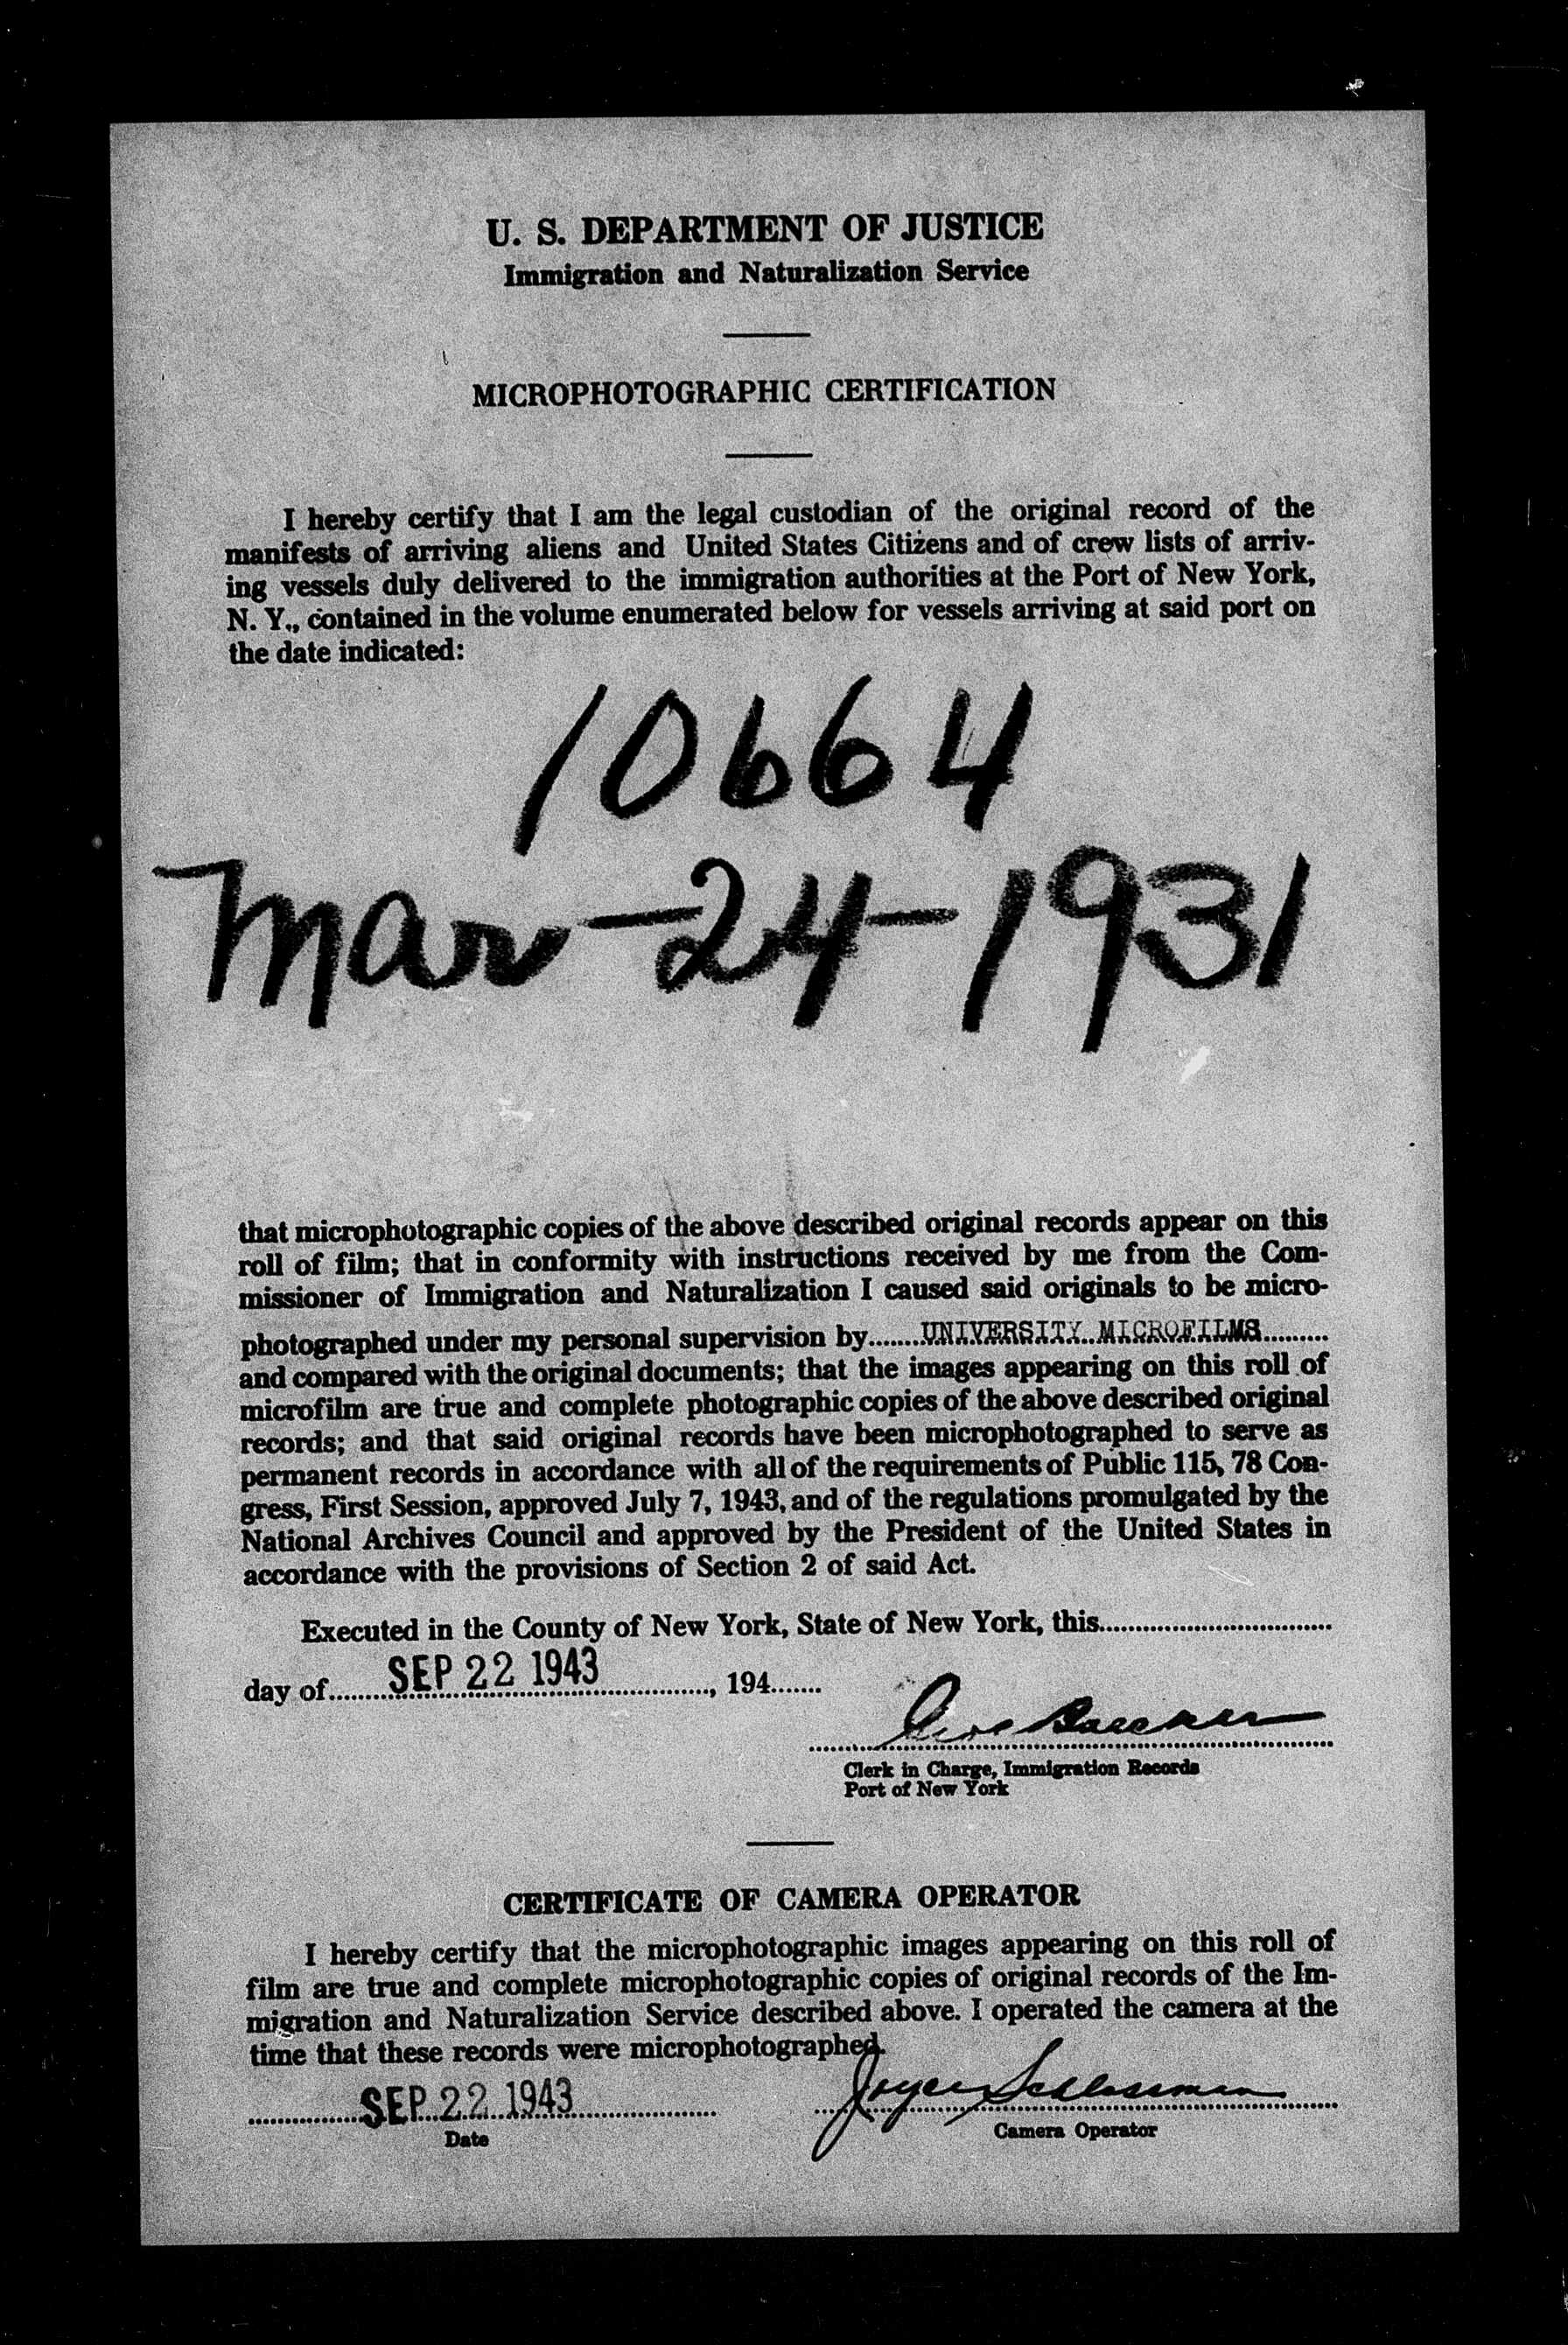 U. S. DEPARTMENT OF JUSTICE
Immigration and Naturalization Service
MICROPHOTOGRAPHIC CERTIFICATION
I hereby certify that I am the legal custodian of the original record of the
manifests of arriving aliens and United States Citizens and of crew lists of arriv-
ing vessels duly delivered to the immigration authorities at the Port of New York,
N. Y., contained in the volume enumerated below for vessels arriving at said port on
the date indicated:
10664
Mar-24-1931
that microphotographic copies of the above described original records appear on this
roll of film; that in conformity with instructions received by me from the Com-
missioner of Immigration and Naturalization I caused said originals to be micro-
photographed under my personal supervision by UNIVERSITY MICROFILMS
and compared with the original documents; that the images appearing on this roll of
microfilm are true and complete photographic copies of the above described original
records; and that said original records have been microphotographed to serve as
permanent records in accordance with all of the requirements of Public 115, 78 Con-
gress, First Session, approved July 7, 1943, and of the regulations promulgated by the
National Archives Council and approved by the President of the United States in
accordance with the provisions of Section 2 of said Act.
Executed in the County of New York, State of New York, this
day of SEP 22 1943, 194
Clerk in Charge, Immigration Records
Port of New York
CERTIFICATE OF CAMERA OPERATOR
I hereby certify that the microphotographic images appearing on this roll of
film are true and complete microphotographic copies of original records of the Im-
migration and Naturalization Service described above. I operated the camera at the
time that these records were microphotographed.
SEP 22 1943 Joyce
Date Camera Operator